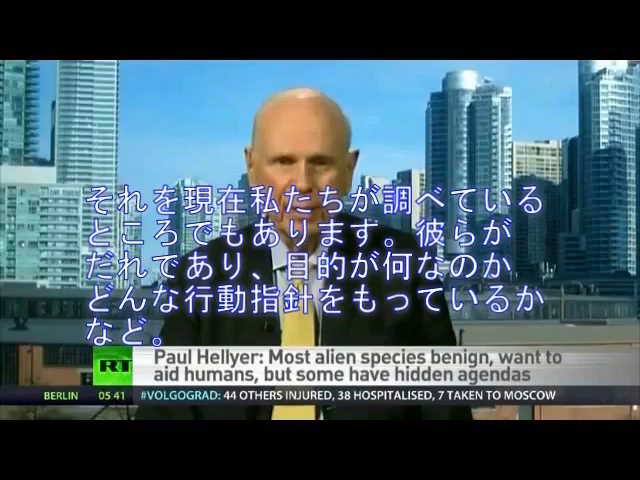 それを現在私たちが調べている
ところでもあります。彼らが
だれであり、目的が何なのか
どんな行動指針をもっているか
など。
RT
Paul Hellyer: Most alien species benign, want to
aid humans, but some have hidden agendas
BERLIN 05:41 #VOLGOGRAD: 44 OTHERS INJURED, 38 HOSPITALISED, 7 TAKEN TO MOSCOW